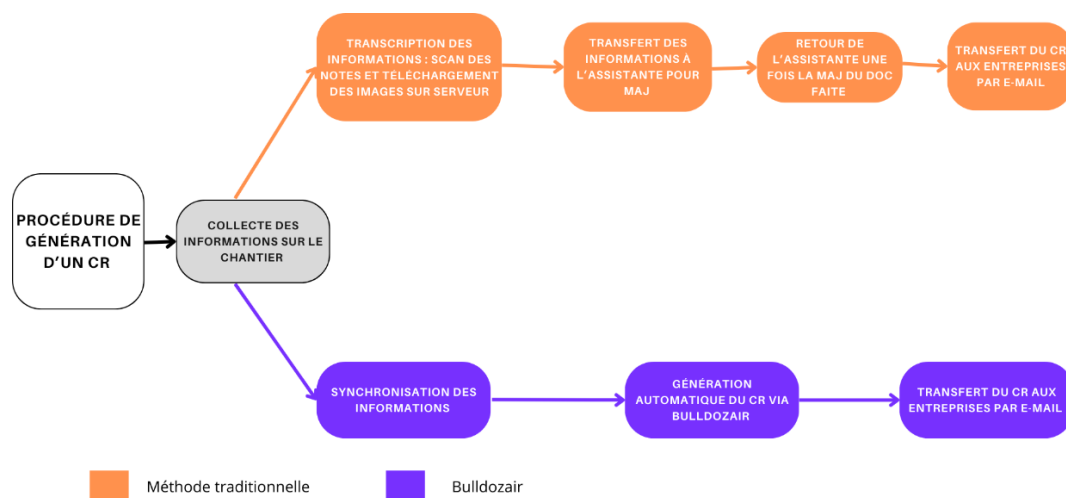 PROCÉDURE DE
GÉNÉRATION
D'UN CR
COLLECTE DES
INFORMATIONS SUR LE
CHANTIER
TRANSCRIPTION DES
INFORMATIONS : SCAN DES
NOTES ET TÉLÉCHARGEMENT
DES IMAGES SUR SERVEUR
TRANSFERT DES
INFORMATIONS À
L'ASSISTANTE POUR
MAJ
RETOUR DE
L'ASSISTANTE UNE
FOIS LA MAJ DU DOC
FAITE
TRANSFERT DU CR
AUX ENTREPRISES
PAR E-MAIL
SYNCHRONISATION DES
INFORMATIONS
GÉNÉRATION
AUTOMATIQUE DU CR VIA
BULLDOZAIR
TRANSFERT DU CR AUX
ENTREPRISES PAR E-MAIL
Méthode traditionnelle
Bulldozair